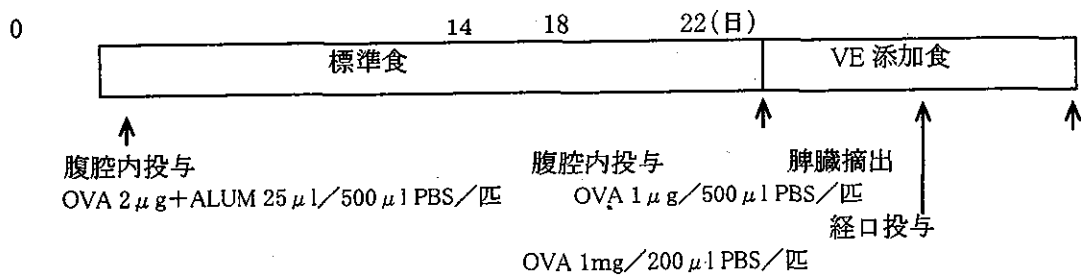 0 14 18 22(日)
標準食 VE 添加食
腹腔内投与 腹腔内投与 脾臓摘出
OVA 2μg+ALUM 25μl/500μl PBS/匹 OVA 1μg/500μl PBS/匹
経口投与
OVA 1mg/200μl PBS/匹